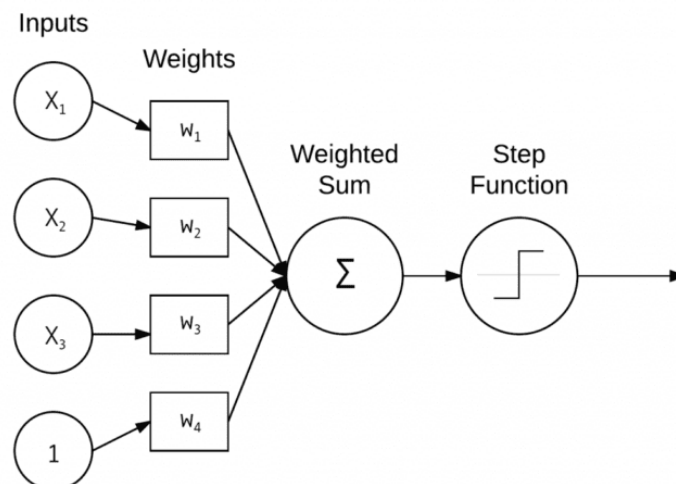 Inputs
Weights
X₁
X₂
X₃
1
w₁
w₂
w₃
w₄
Weighted
Sum
Σ
Step
Function